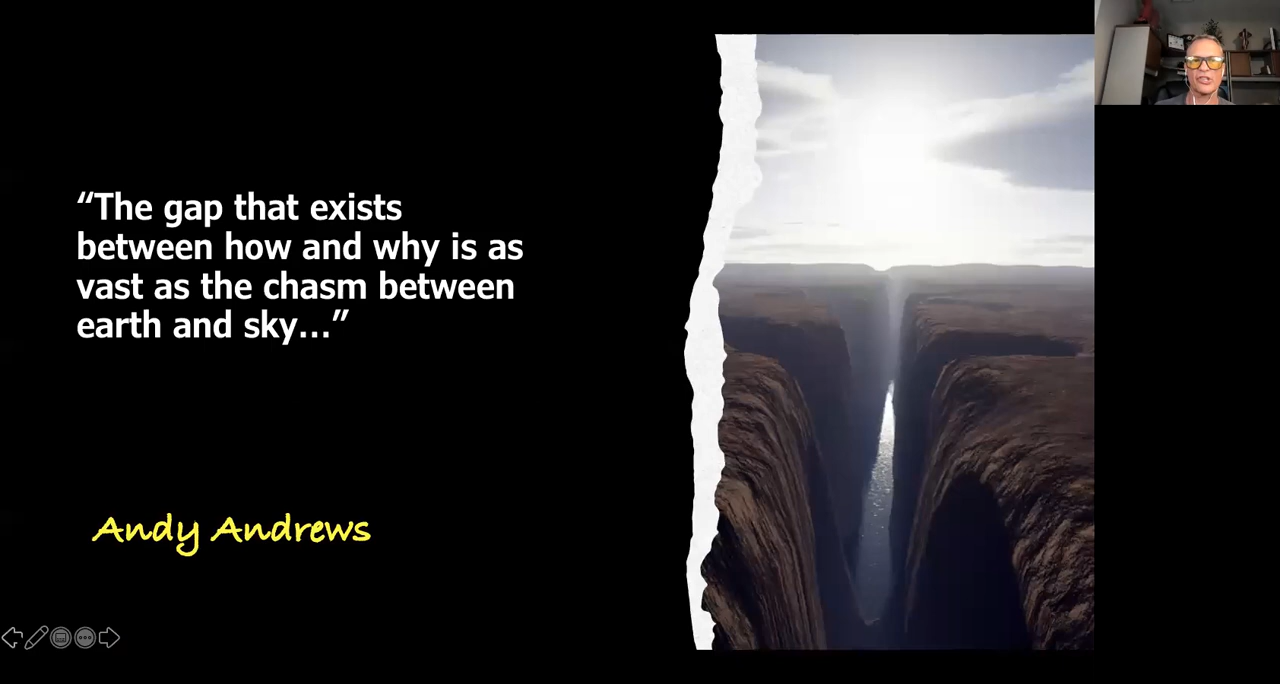 “The gap that exists
between how and why is as
vast as the chasm between
earth and sky...”
Andy Andrews